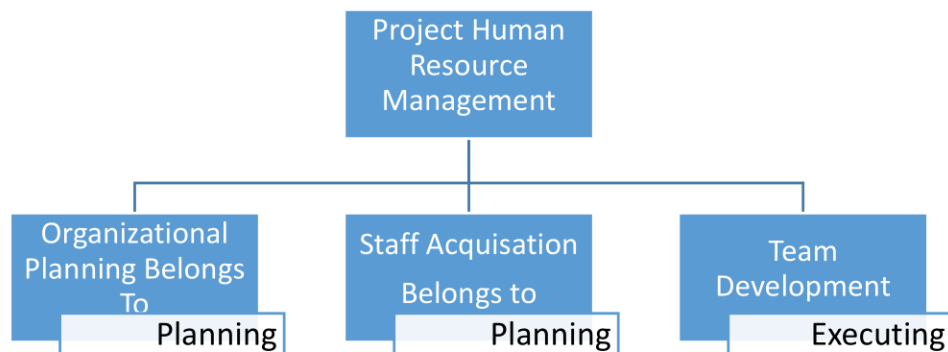 Project Human
Resource
Management
Organizational
Planning Belongs
To
Planning
Staff Acquisation
Belongs to
Planning
Team
Development
Executing